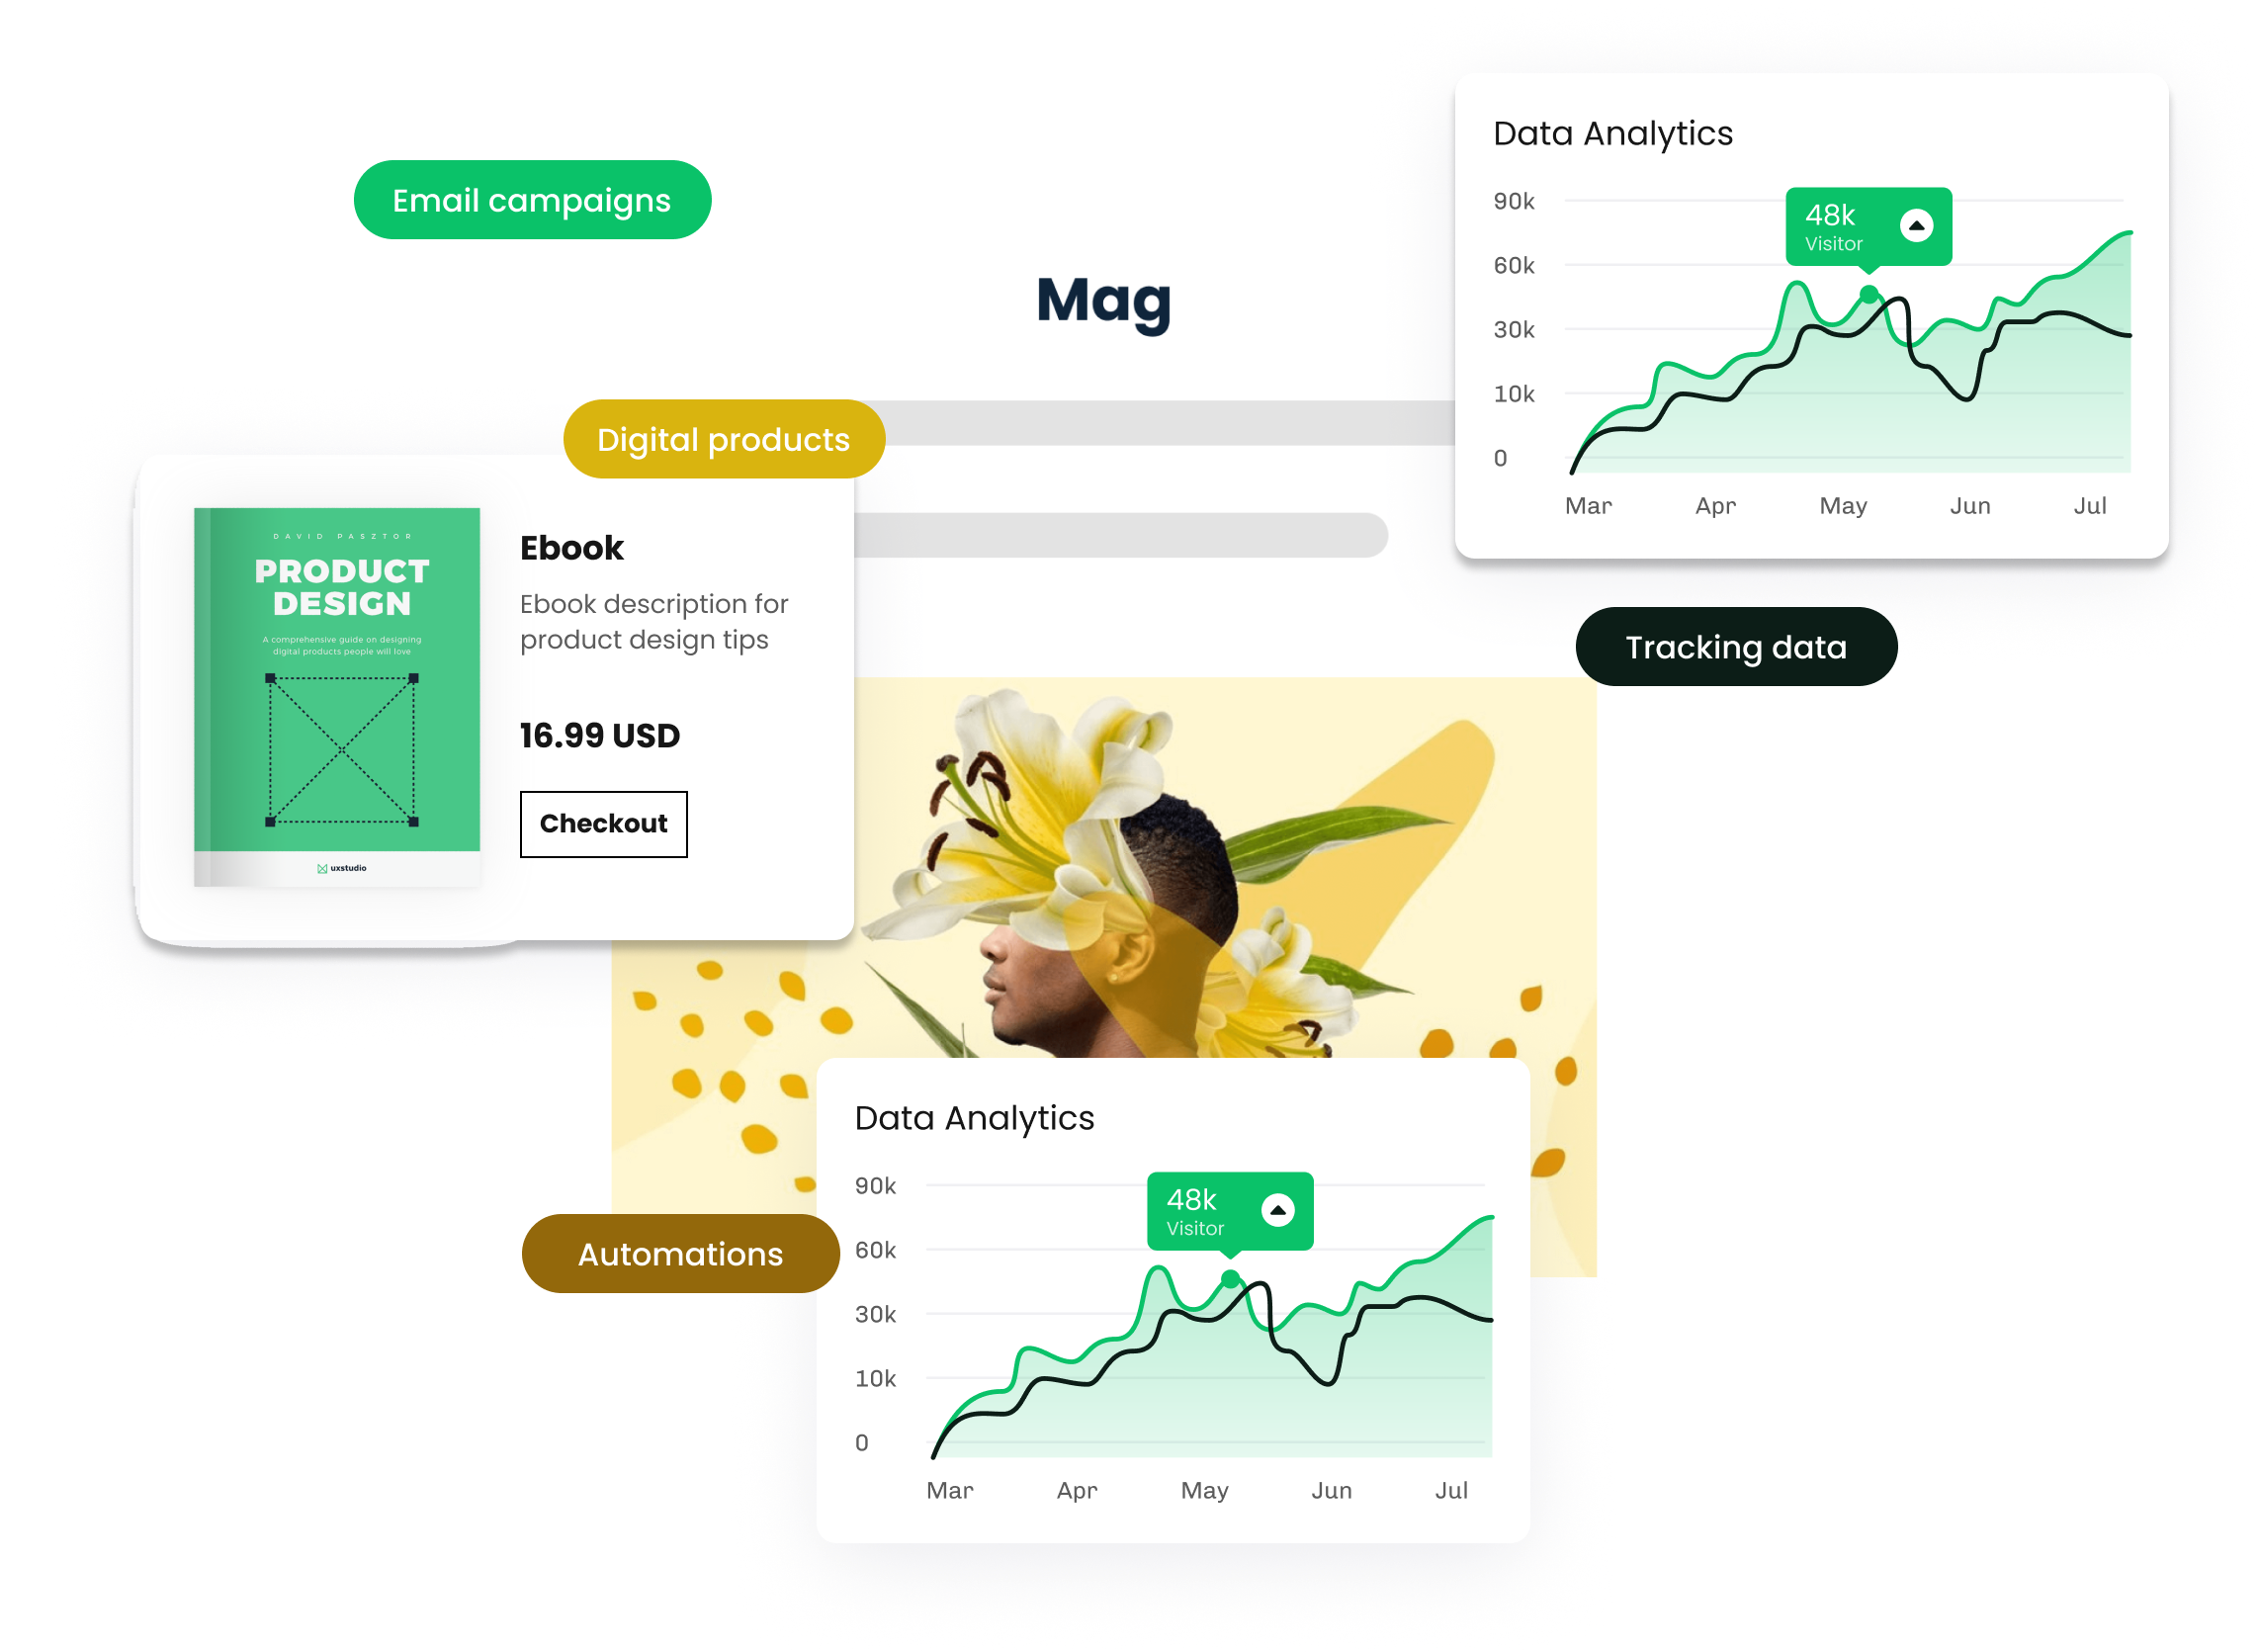 Email campaigns
Mag
Digital products
DAVID PASZTOR
PRODUCT
DESIGN
A comprehensive guide on designing
digital products people will love
uxstudio
Ebook
Ebook description for
product design tips
16.99 USD
Checkout
Data Analytics
90k
60k
30k
10k
0
48k
Visitor
Mar Apr May Jun Jul
Tracking data
Automations
Data Analytics
90k
60k
30k
10k
0
48k
Visitor
Mar Apr May Jun Jul